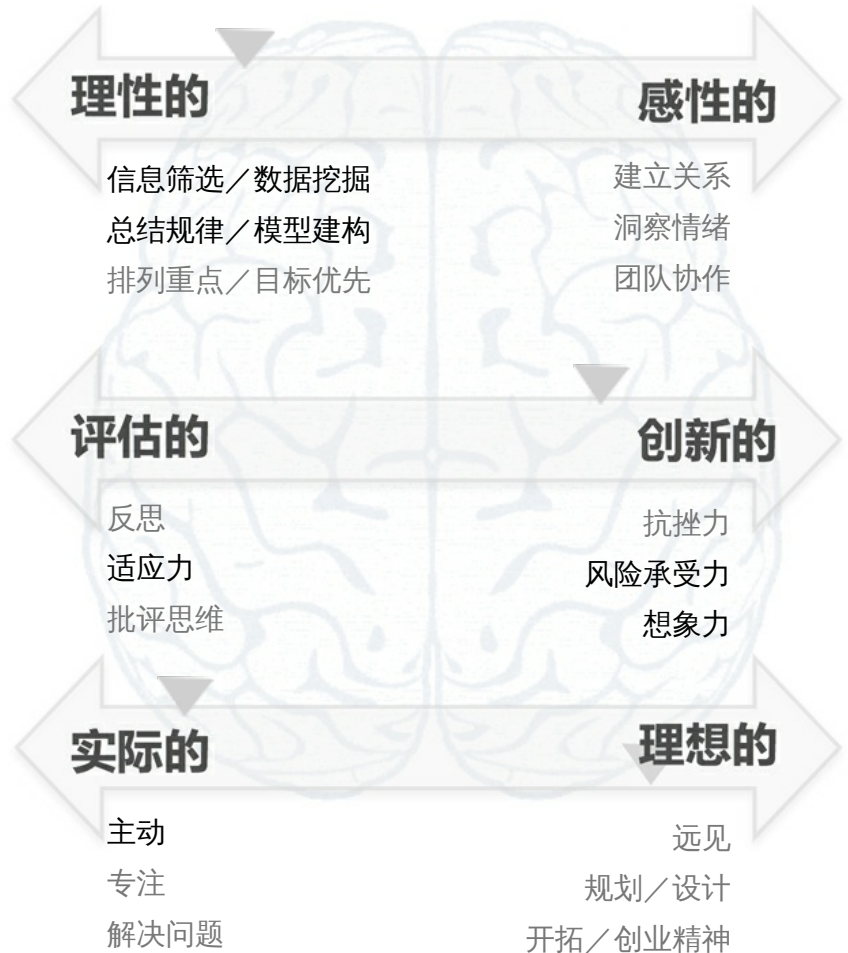 理性的
感性的
信息筛选／数据挖掘
总结规律／模型建构
排列重点／目标优先
建立关系
洞察情绪
团队协作
评估的
创新的
反思
适应力
批评思维
抗挫力
风险承受力
想象力
实际的
理想的
主动
专注
解决问题
远见
规划／设计
开拓／创业精神